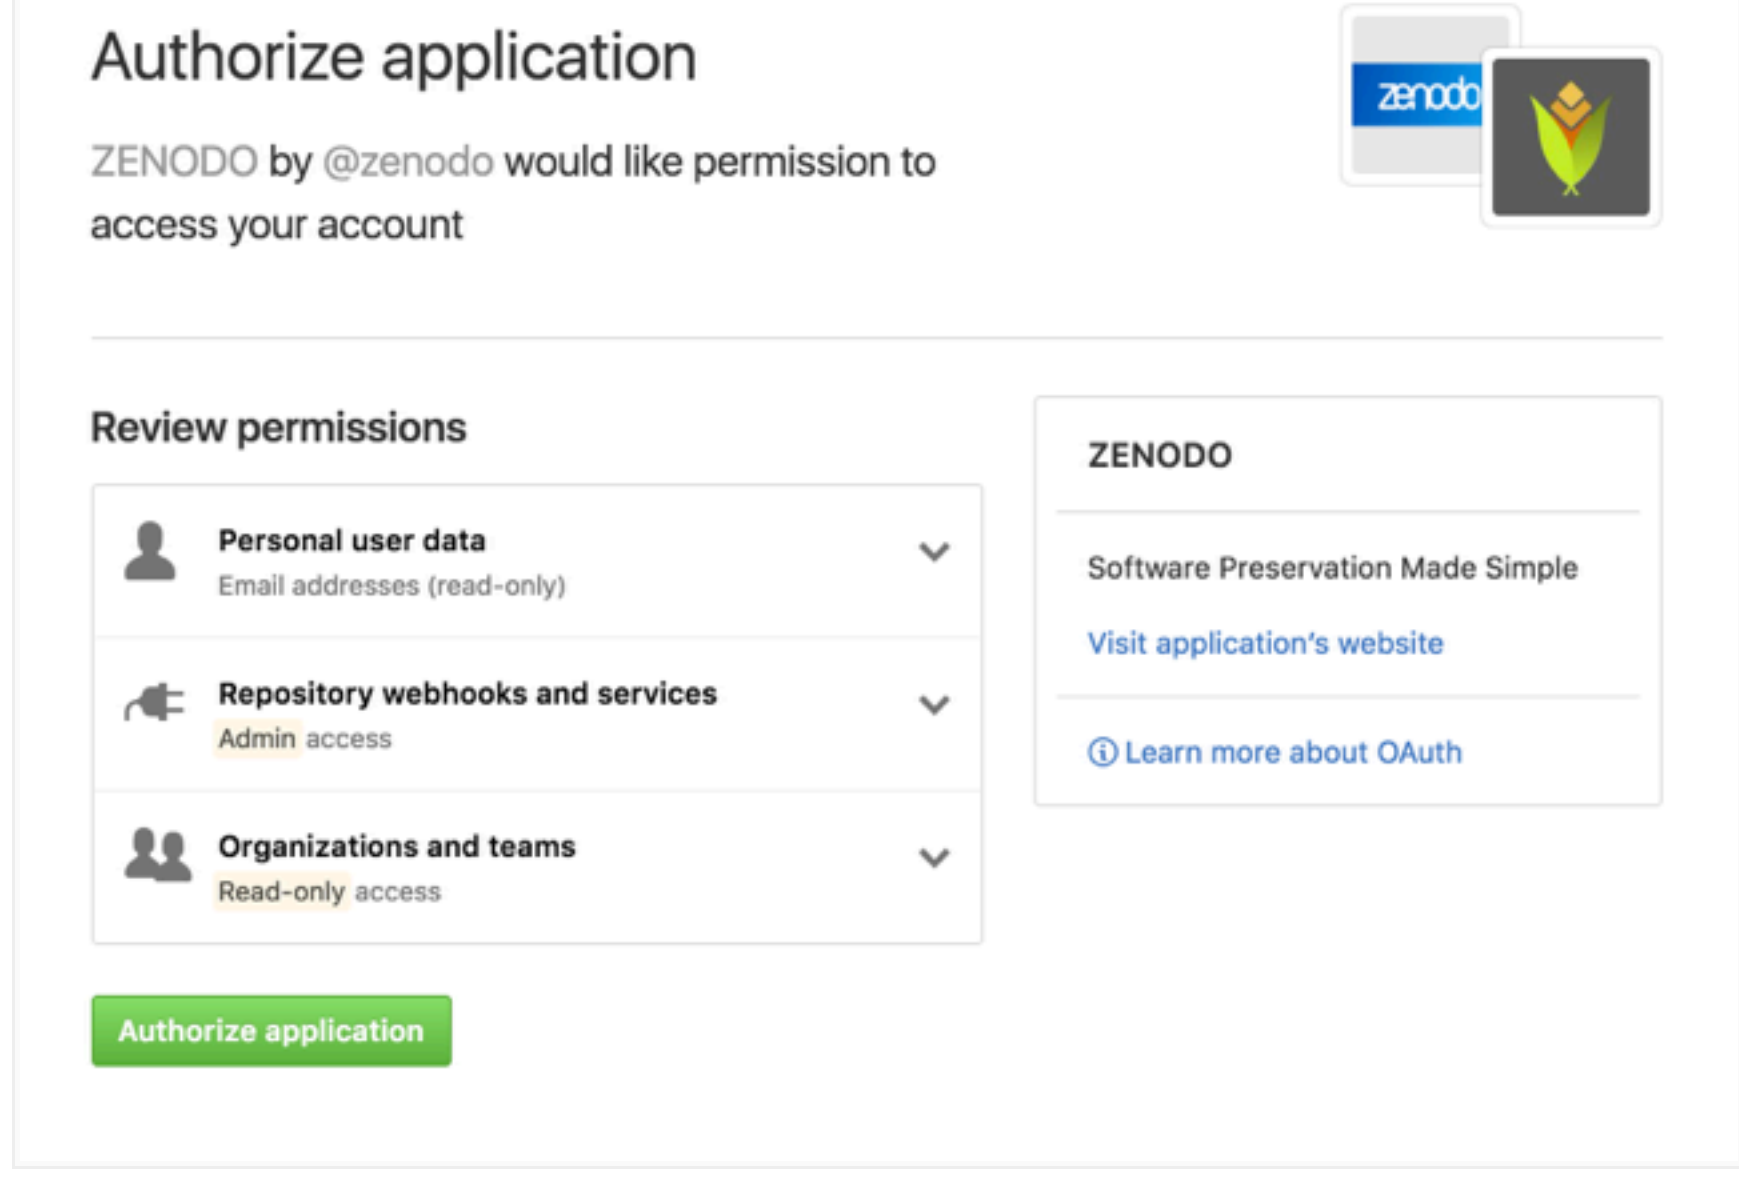 Authorize application
zenodo
ZENODO by @zenodo would like permission to
access your account
Review permissions
Personal user data
Email addresses (read-only)
Repository webhooks and services
Admin access
Organizations and teams
Read-only access
Authorize application
ZENODO
Software Preservation Made Simple
Visit application's website
Learn more about OAuth